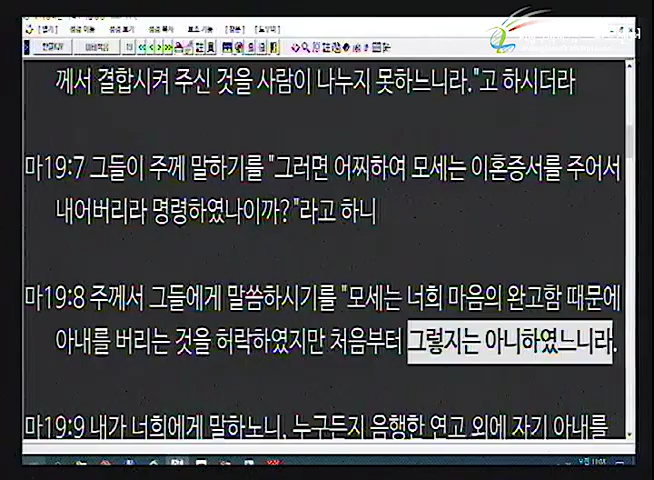 께서 결합시켜 주신 것을 사람이 나누지 못하느니라."고 하시더라
마19:7 그들이 주께 말하기를 "그러면 어찌하여 모세는 이혼증서를 주어서
내어버리라 명령하였나이까?"라고 하니
마19:8 주께서 그들에게 말씀하시기를 "모세는 너희 마음의 완고함 때문에
아내를 버리는 것을 허락하였지만 처음부터 그렇지는 아니하였느니라.
마19:9 내가 너희에게 말하노니, 누구든지 음행한 연고 외에 자기 아내를